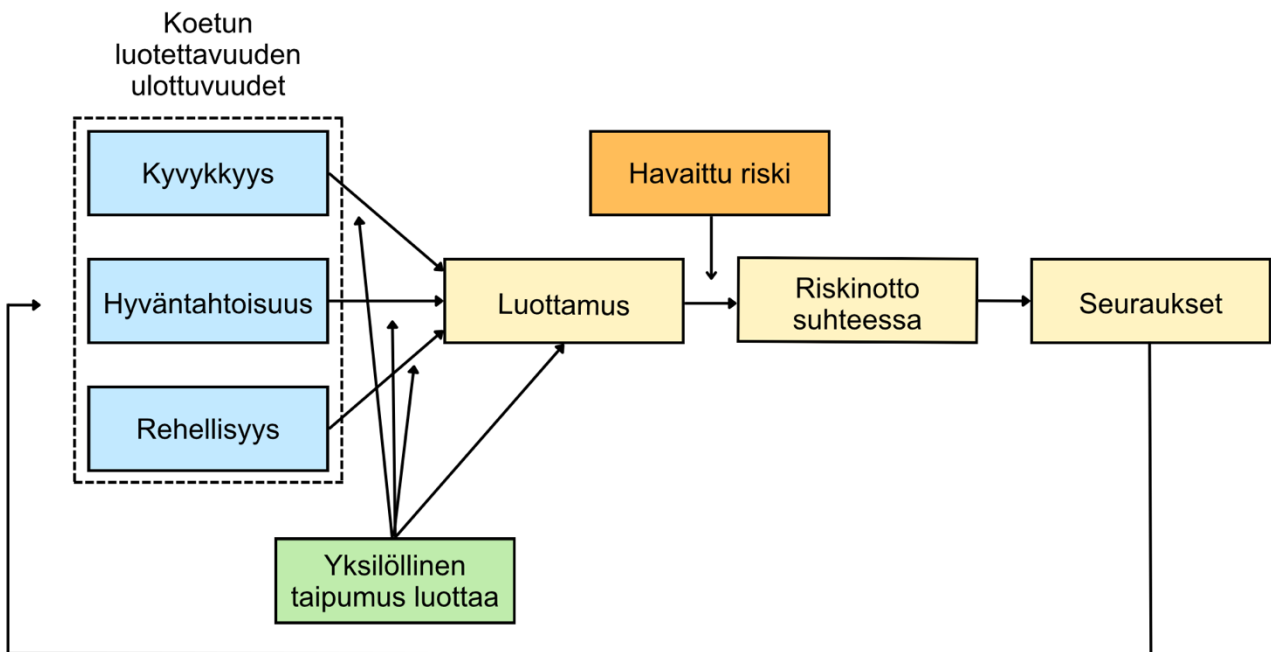 Koetun
luotettavuuden
ulottuvuudet
Kyvykkyys
Havaittu riski
Hyväntahtoisuus
Luottamus
Riskinotto
suhteessa
Seuraukset
Rehellisyys
Yksilöllinen
taipumus luottaa